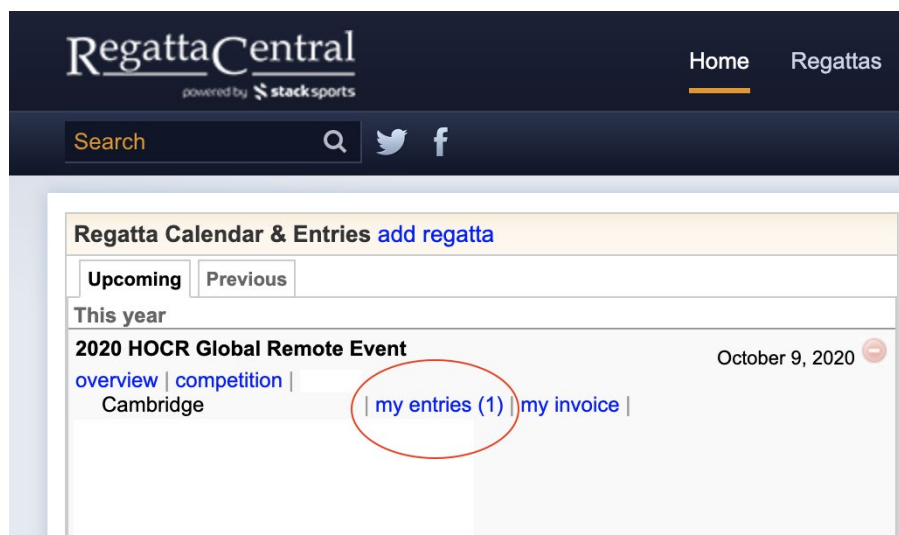 RegattaCentral
powered by stacksports
Home Regattas
Search
Regatta Calendar & Entries add regatta
Upcoming Previous
This year
2020 HOCR Global Remote Event
October 9, 2020
overview | competition |
Cambridge | my entries (1) | my invoice |